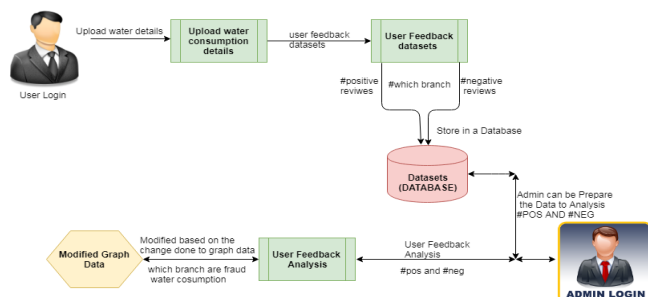 Upload water details
User Login
Upload water
consumption
details
user feedback
datasets
User Feedback
datasets
#positive
reviwes
#which branch
#negative
reviews
Store in a Database
Datasets
(DATABASE)
Admin can be Prepare
the Data to Analysis
#POS AND #NEG
Modified Graph
Data
Modified based on the
change done to graph data
which branch are fraud
water cosumption
User Feedback
Analysis
User Feedback
Analysis
#pos and #neg
ADMIN LOGIN